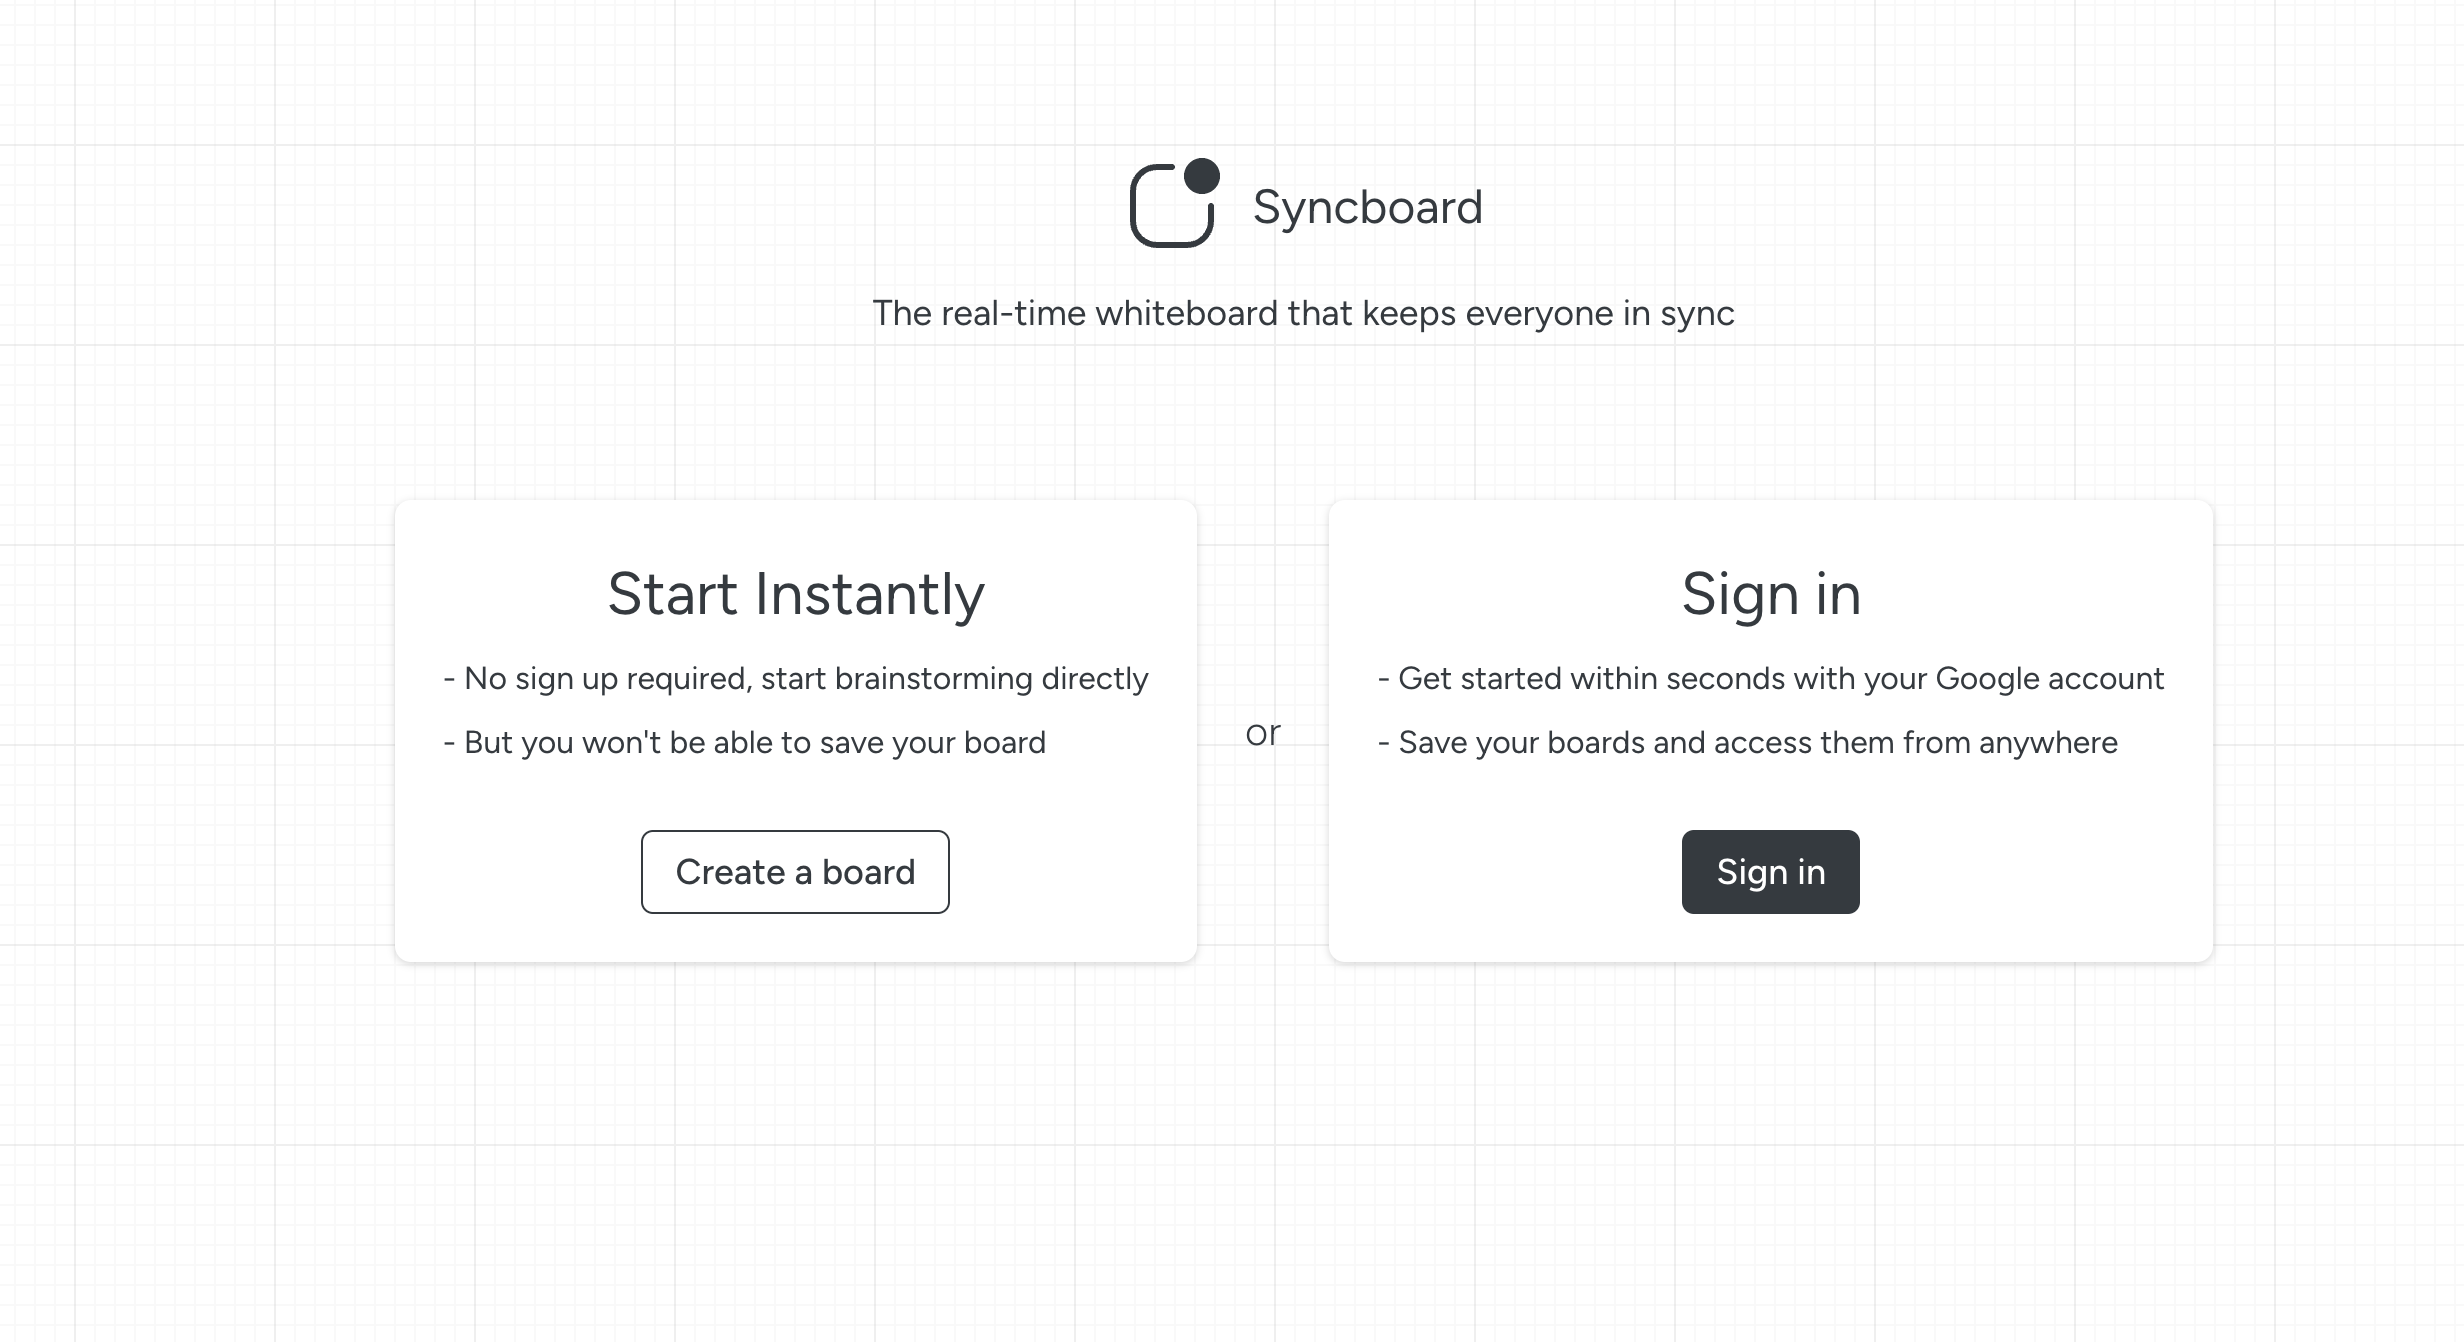 Syncboard
The real-time whiteboard that keeps everyone in sync
Start Instantly
- No sign up required, start brainstorming directly
- But you won't be able to save your board
Create a board
or
Sign in
- Get started within seconds with your Google account
- Save your boards and access them from anywhere
Sign in